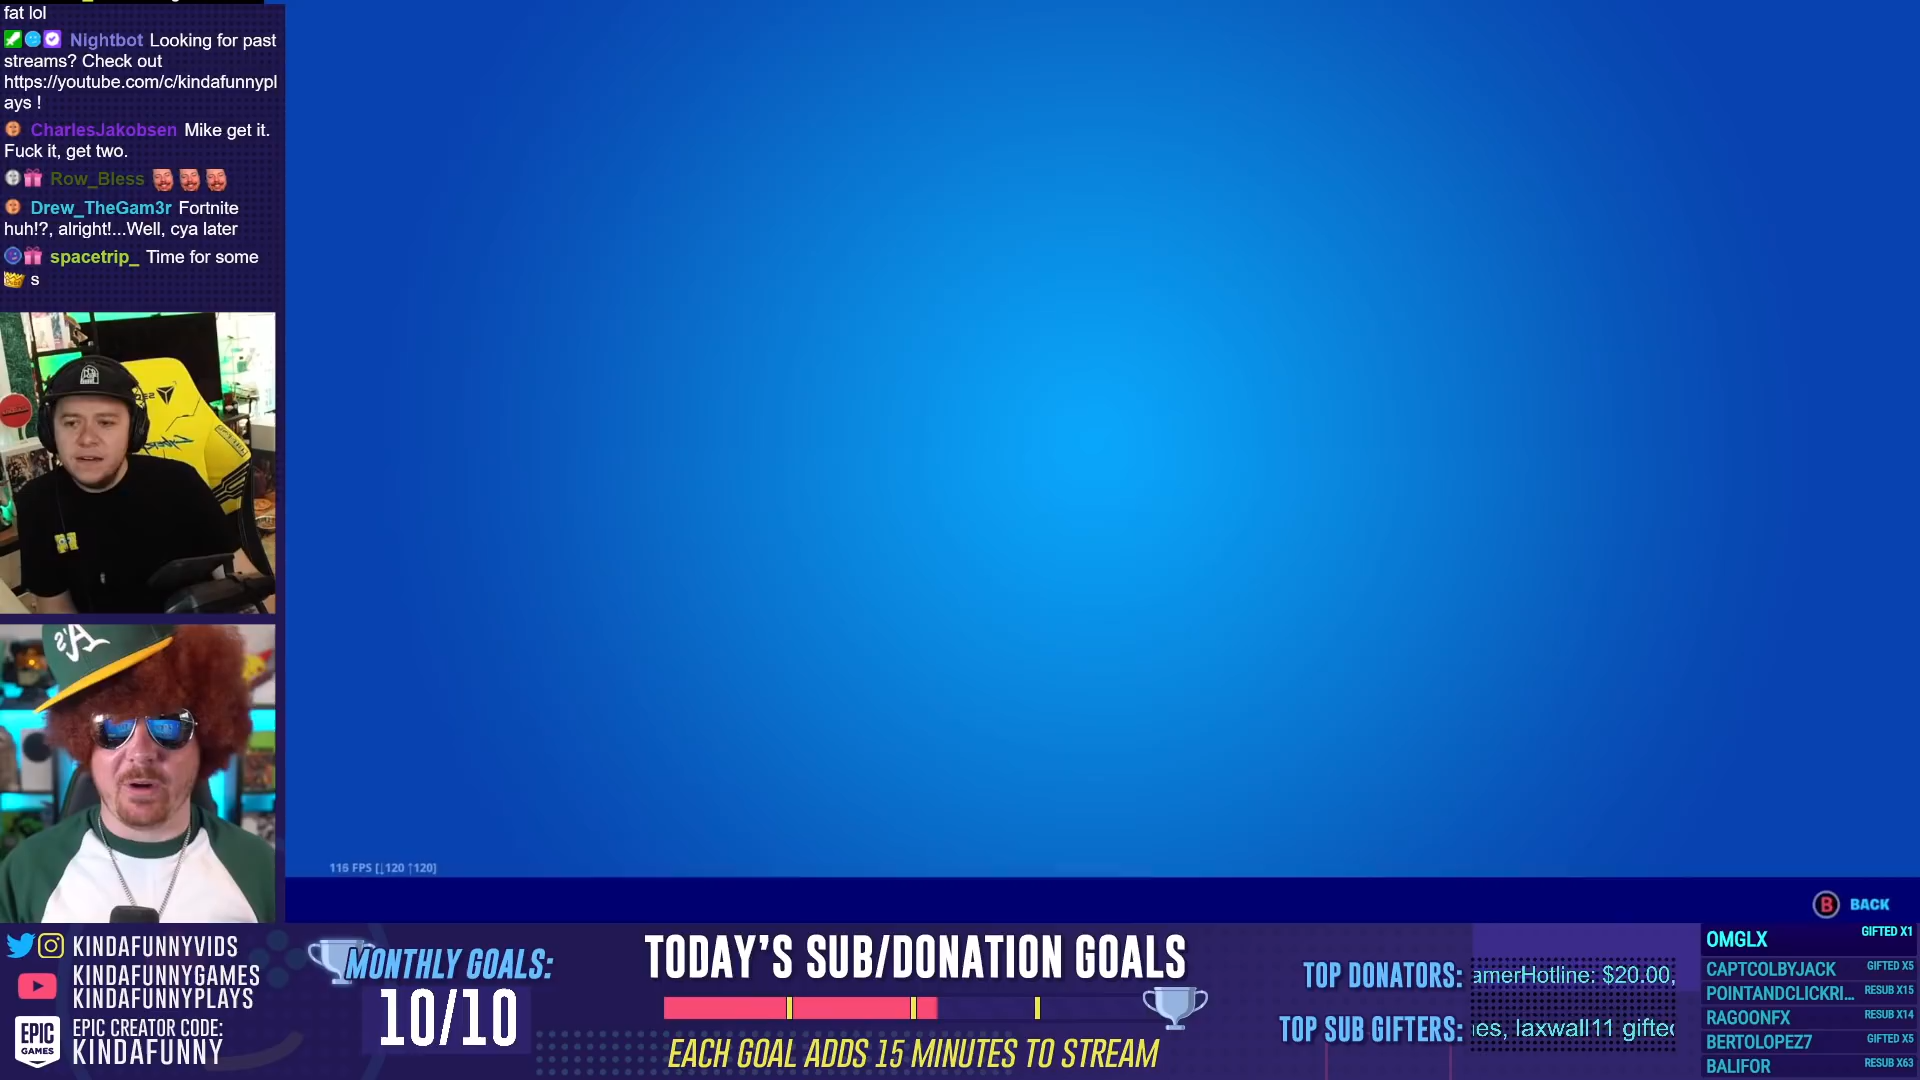 fat lol
Nightbot Looking for past
streams? Check out
https://youtube.com/c/kindafunnypl
ays !
CharlesJakobsen Mike get it.
Fuck it, get two.
Row_Bless
Drew_TheGam3r Fortnite
huh!?, alright!...Well, cya later
spacetrip_ Time for some
s
A's
116 FPS [↓120 ↑120]
B BACK
KINDAFUNNYVIDS
KINDAFUNNYGAMES
KINDAFUNNYPLAYS
EPIC GAMES
EPIC CREATOR CODE:
KINDAFUNNY
MONTHLY GOALS:
10/10
TODAY'S SUB/DONATION GOALS
EACH GOAL ADDS 15 MINUTES TO STREAM
TOP DONATORS: amerHotline: $20.00,
TOP SUB GIFTERS: es, laxwall11 gifted
OMGLX GIFTED X1
CAPTCOLBYJACK GIFTED X5
POINTANDCLICKRI... RESUB X15
RAGOONFX RESUB X14
BERTOLOPEZ7 GIFTED X5
BALIFOR RESUB X63